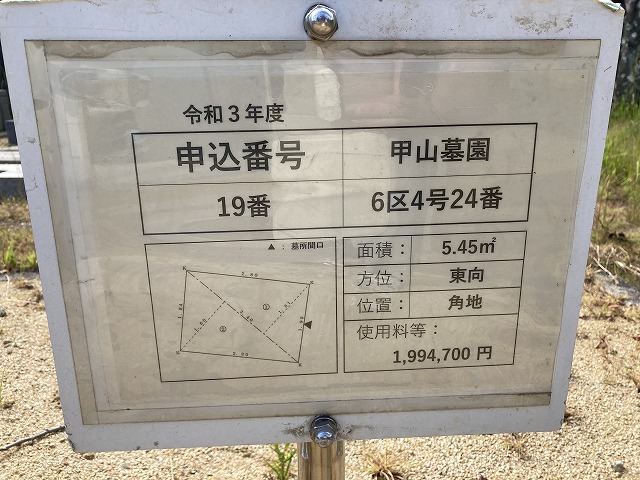 令和3年度
申込番号
甲山墓園
19番
6区4号24番
▲：墓所間口
面積：
5.45㎡
方位：
東向
位置：
角地
使用料等：
1,994,700 円